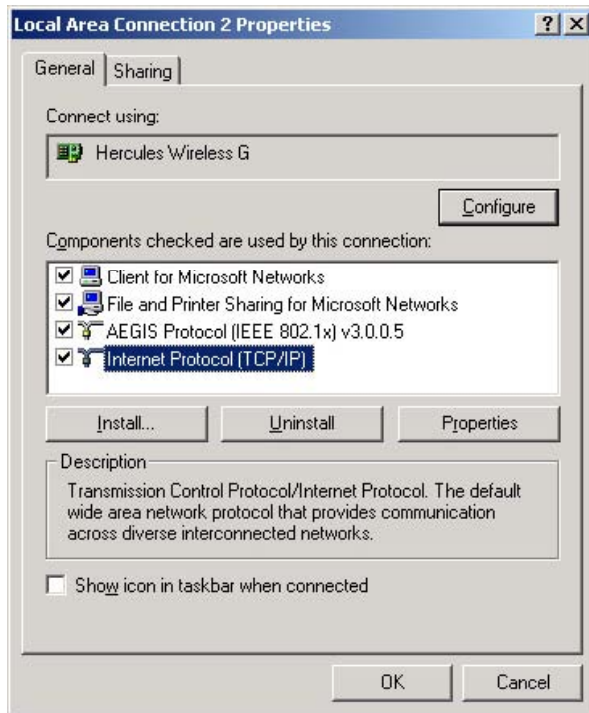 Local Area Connection 2 Properties
General
Sharing
Connect using:
Hercules Wireless G
Configure
Components checked are used by this connection:
Client for Microsoft Networks
File and Printer Sharing for Microsoft Networks
AEGIS Protocol (IEEE 802.1x) v3.0.0.5
Internet Protocol (TCP/IP)
Install...
Uninstall
Properties
Description
Transmission Control Protocol/Internet Protocol. The default
wide area network protocol that provides communication
across diverse interconnected networks.
Show icon in taskbar when connected
OK
Cancel